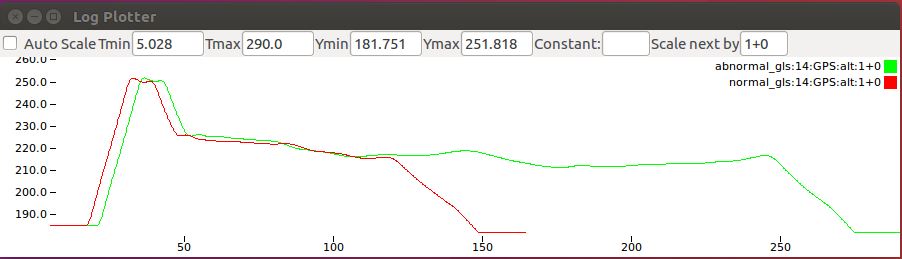 Log Plotter
Auto Scale Tmin 5.028 Tmax 290.0 Ymin 181.751 Ymax 251.818 Constant: Scale next by 1+0
260.0
abnormal_gls:14:GPS:alt:1+0
250.0
normal_gls:14:GPS:alt:1+0
240.0
230.0
220.0
210.0
200.0
190.0
50 100 150 200 250